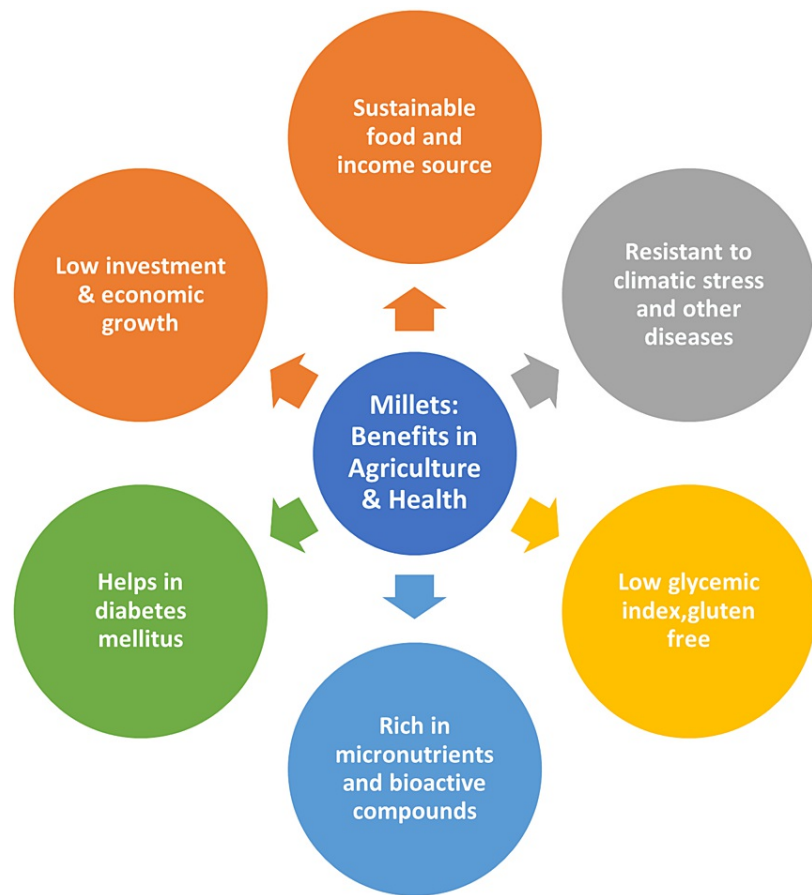 Sustainable
food and
income source
Low investment
& economic
growth
Resistant to
climatic stress
and other
diseases
Millets:
Benefits in
Agriculture
& Health
Helps in
diabetes
mellitus
Low glycemic
index,gluten
free
Rich in
micronutrients
and bioactive
compounds